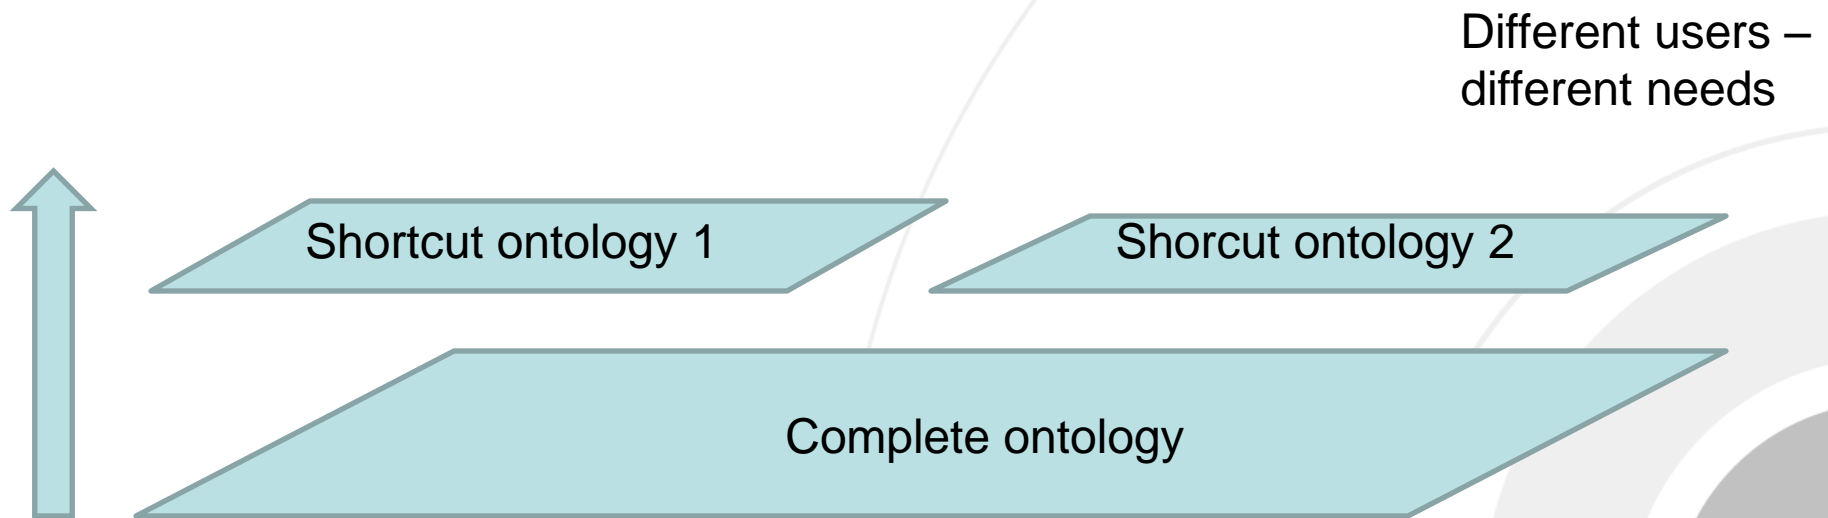 Different users –
different needs
Shortcut ontology 1
Shorcut ontology 2
Complete ontology